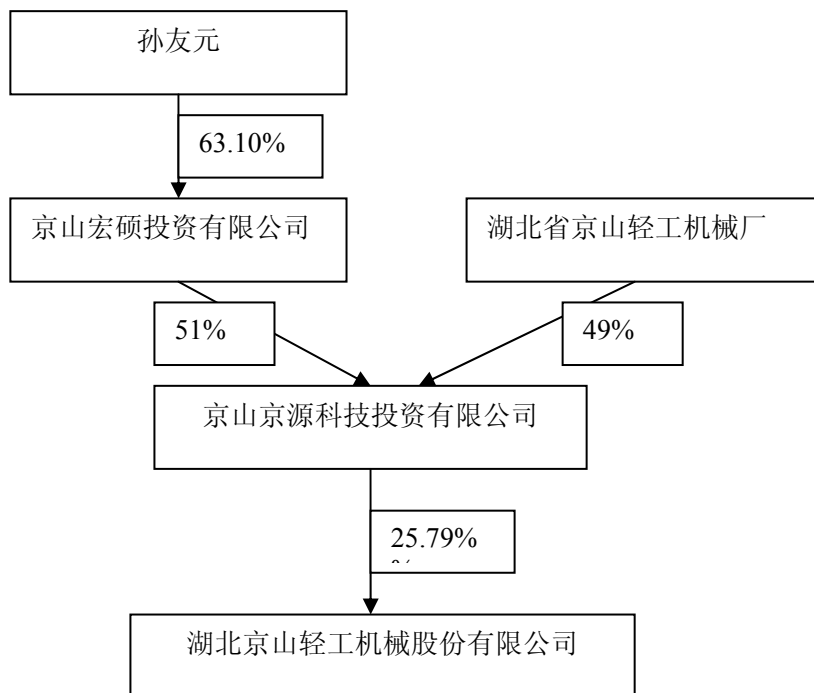 孙友元
63.10%
京山宏硕投资有限公司
湖北省京山轻工机械厂
51%
49%
京山京源科技投资有限公司
25.79%
湖北京山轻工机械股份有限公司